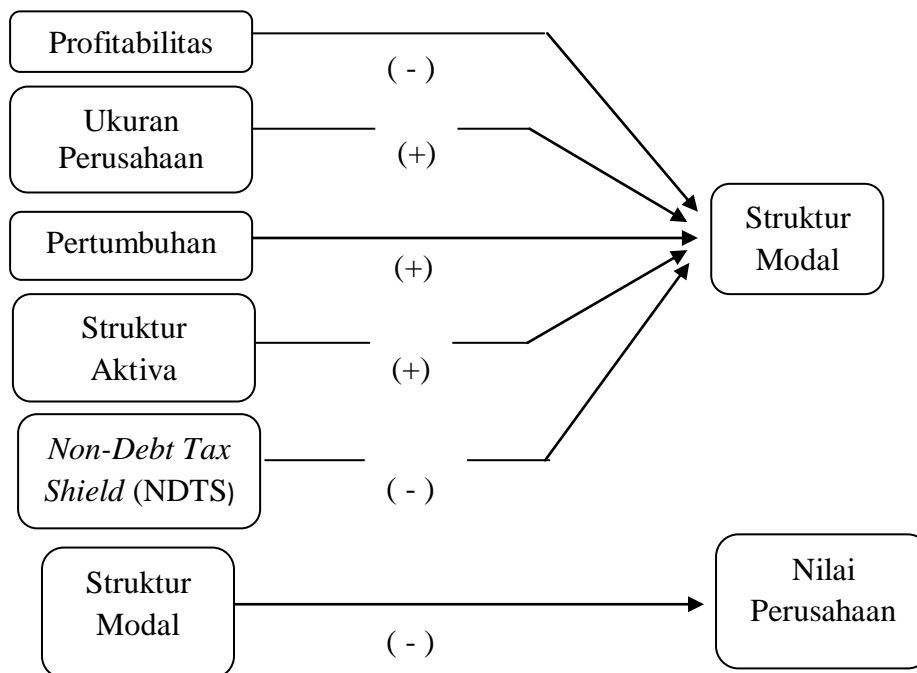 Profitabilitas
( - )
Ukuran
Perusahaan
(+)
Pertumbuhan
(+)
Struktur
Modal
Struktur
Aktiva
(+)
Non-Debt Tax
Shield (NDTS)
( - )
Struktur
Modal
( - )
Nilai
Perusahaan